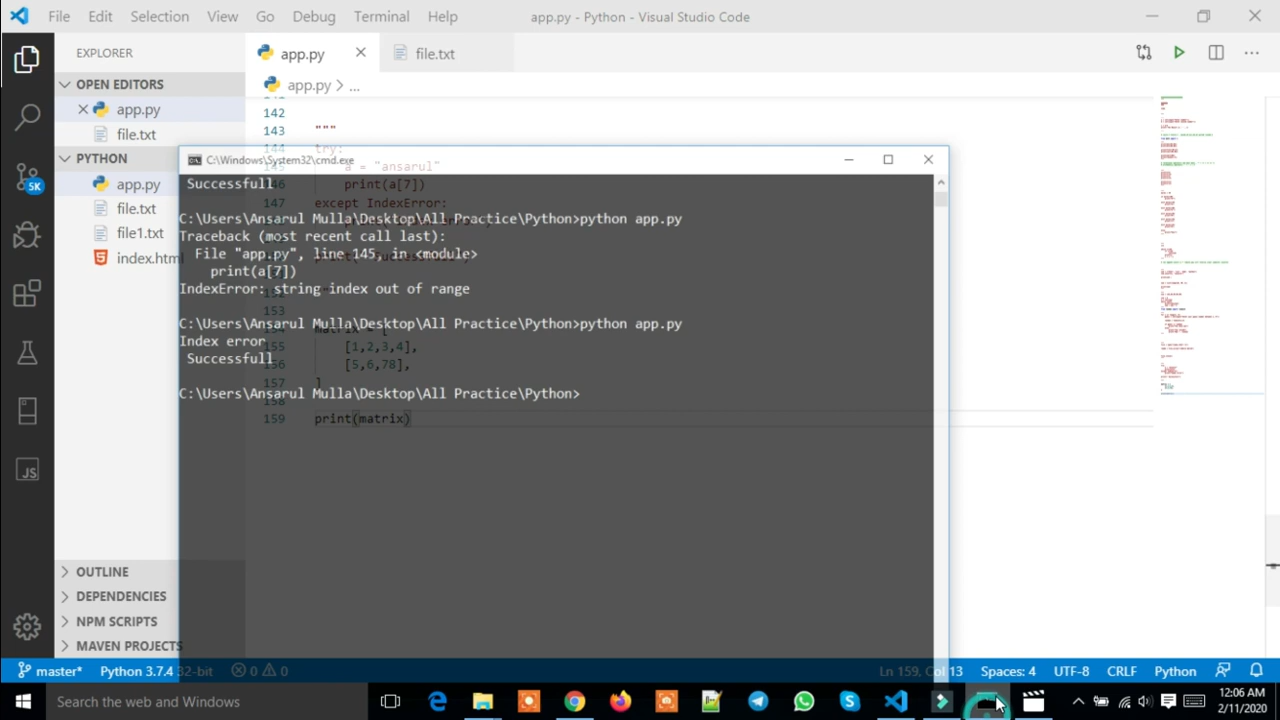 File Edit Selection View Go Debug Terminal Help app.py - Python - Visual Studio Code
EXPLORER
app.py
file.txt
OPEN EDITORS
app.py
file.txt
PYTHON
app.py
file.txt
file1.txt
index.html
OUTLINE
DEPENDENCIES
NPM SCRIPTS
MAVEN PROJECTS
5K
JS
app.py > ...
142
143 """
try:
a = "ansarul"
146 print(a[7])
147 except IndexError:
matrix = [
155 [1,2,3,4],
156 [5,6,7,8],
157 ]
158
159 print(matrix)
C:\Windows\System32\cmd.exe
Successfull
C:\Users\Ansarul Mulla\Desktop\All Practice\Python>python app.py
Traceback (most recent call last):
File "app.py", line 145, in <module>
print(a[7])
IndexError: string index out of range
C:\Users\Ansarul Mulla\Desktop\All Practice\Python>python app.py
Index error
Successfull
C:\Users\Ansarul Mulla\Desktop\All Practice\Python>
master* Python 3.7.4 32-bit 0 0 Ln 159, Col 13 Spaces: 4 UTF-8 CRLF Python
Search the web and Windows
12:06 AM
2/11/2020